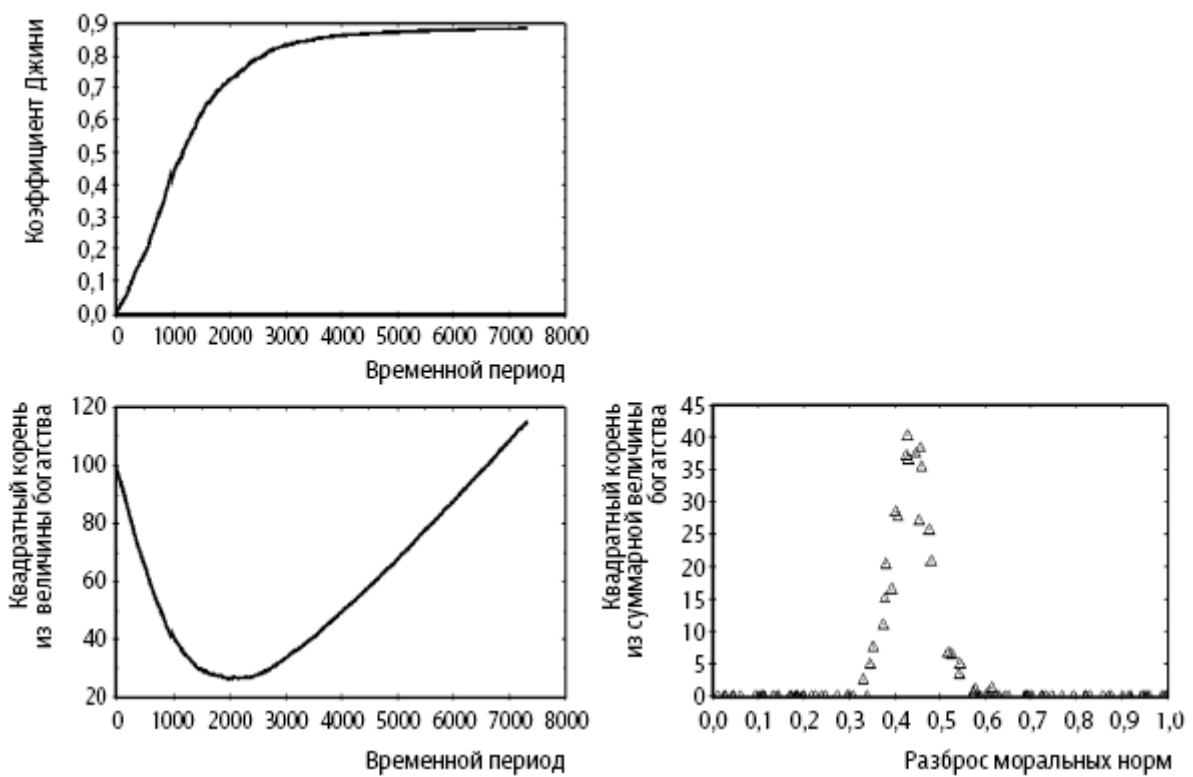 Коэффициент Джини
0,9
0,8
0,7
0,6
0,5
0,4
0,3
0,2
0,1
0,0
0 1000 2000 3000 4000 5000 6000 7000 8000
Временной период
Квадратный корень
из величины богатства
120
100
80
60
40
20
0 1000 2000 3000 4000 5000 6000 7000 8000
Временной период
Квадратный корень
из суммарной величины
богатства
45
40
35
30
25
20
15
10
5
0
0,0 0,1 0,2 0,3 0,4 0,5 0,6 0,7 0,8 0,9 1,0
Разброс моральных норм